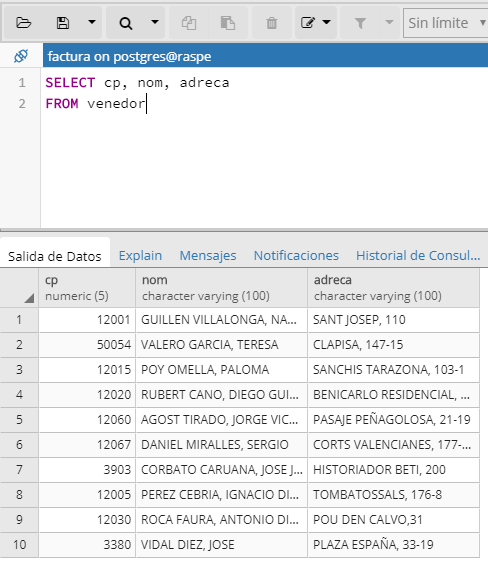 Sin límite
factura on postgres@raspe
1 SELECT cp, nom, adreca
2 FROM venedor
Salida de Datos Explain Mensajes Notificaciones Historial de Consul...
cp nom adreca
numeric (5) character varying (100) character varying (100)
1 12001 GUILLEN VILLALONGA, NA... SANT JOSEP, 110
2 50054 VALERO GARCIA, TERESA CLAPISA, 147-15
3 12015 POY OMELLA, PALOMA SANCHIS TARAZONA, 103-1
4 12020 RUBERT CANO, DIEGO GUI... BENICARLO RESIDENCIAL, ...
5 12060 AGOST TIRADO, JORGE VIC... PASAJE PEÑAGOLOSA, 21-19
6 12067 DANIEL MIRALLES, SERGIO CORTS VALENCIANES, 177-...
7 3903 CORBATO CARUANA, JOSE J... HISTORIADOR BETI, 200
8 12005 PEREZ CEBRIA, IGNACIO DI... TOMBATOSSALS, 176-8
9 12030 ROCA FAURA, ANTONIO DI... POU DEN CALVO,31
10 3380 VIDAL DIEZ, JOSE PLAZA ESPAÑA, 33-19